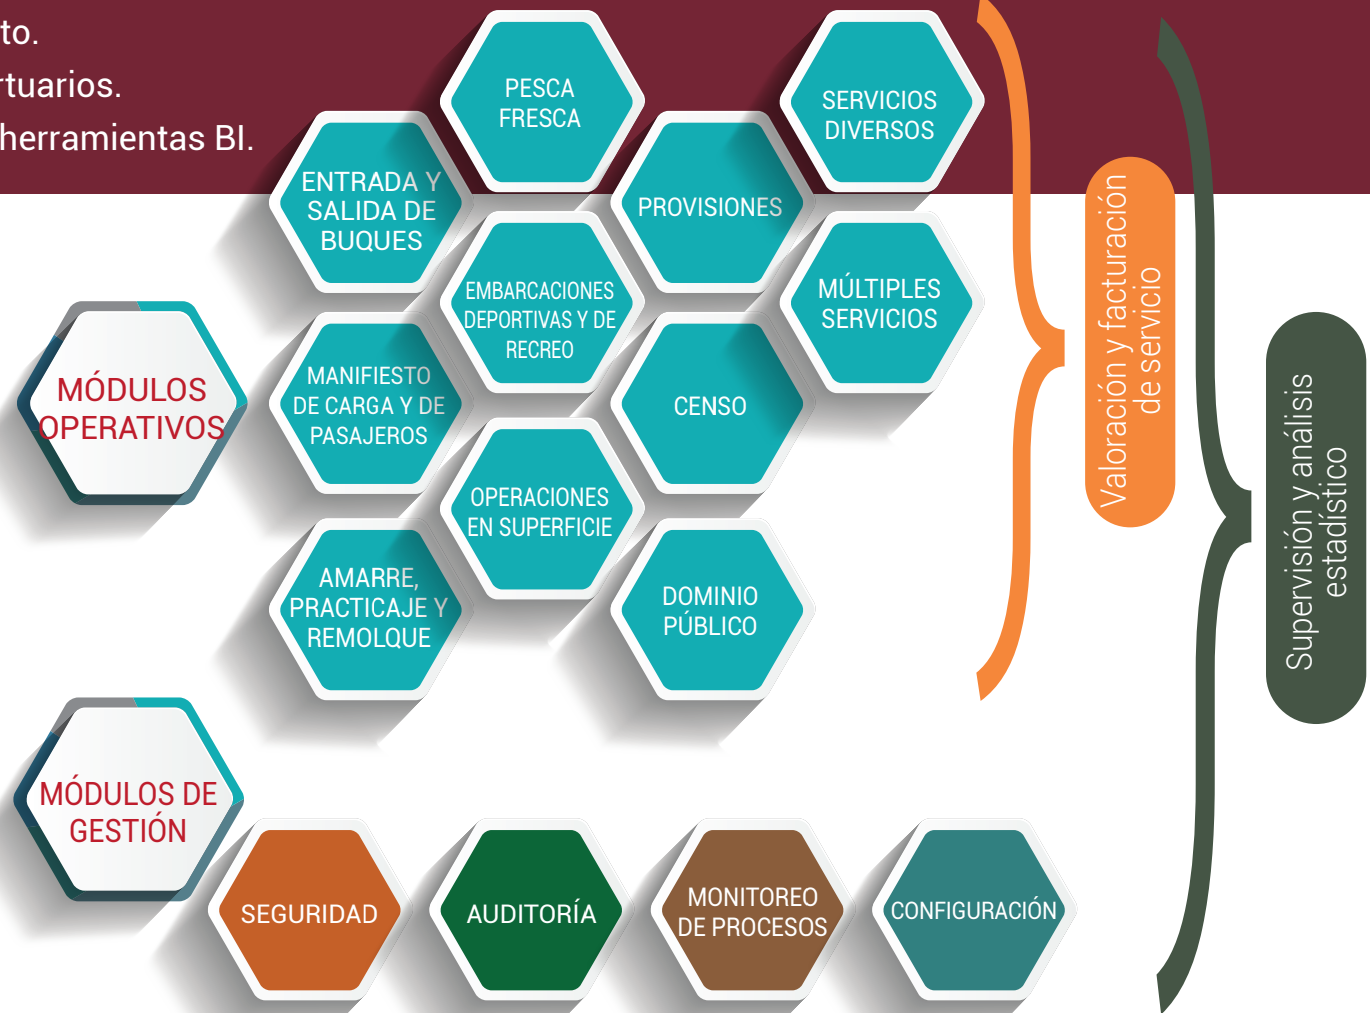 to.
rtuarios.
herramientas BI.
PESCA
FRESCA
SERVICIOS
DIVERSOS
ENTRADA Y
SALIDA DE
BUQUES
PROVISIONES
EMBARCACIONES
DEPORTIVAS Y DE
RECREO
MÚLTIPLES
SERVICIOS
MÓDULOS
OPERATIVOS
MANIFIESTO
DE CARGA Y DE
PASAJEROS
CENSO
OPERACIONES
EN SUPERFICIE
AMARRE,
PRACTICAJE Y
REMOLQUE
DOMINIO
PÚBLICO
Valoración y facturación
de servicio
Supervisión y análisis
estadístico
MÓDULOS DE
GESTIÓN
SEGURIDAD
AUDITORÍA
MONITOREO
DE PROCESOS
CONFIGURACIÓN